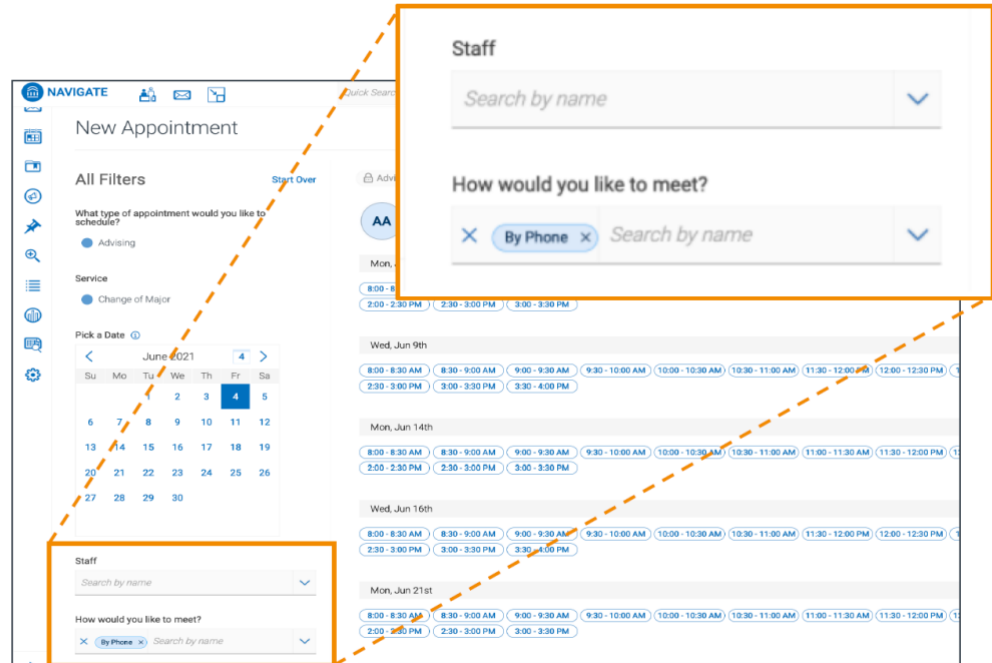 Staff
Search by name
How would you like to meet?
By Phone × Search by name
NAVIGATE
Quick Searc
New Appointment
All Filters Start Over
What type of appointment would you like to
schedule?
Advising
Service
Change of Major
Pick a Date
June 2021 4
Su Mo Tu We Th Fr Sa
1 2 3 4 5
6 7 8 9 10 11 12
13 14 15 16 17 18 19
20 21 22 23 24 25 26
27 28 29 30
Staff
Search by name
How would you like to meet?
By Phone × Search by name
Advi
AA
Mon,
8:00 - 8
2:00 - 2:30 PM 2:30 - 3:00 PM 3:00 - 3:30 PM
Wed, Jun 9th
8:00 - 8:30 AM 8:30 - 9:00 AM 9:00 - 9:30 AM 9:30 - 10:00 AM 10:00 - 10:30 AM 10:30 - 11:00 AM 11:30 - 12:00 PM 12:00 - 12:30 PM 1
2:30 - 3:00 PM 3:00 - 3:30 PM 3:30 - 4:00 PM
Mon, Jun 14th
8:00 - 8:30 AM 8:30 - 9:00 AM 9:00 - 9:30 AM 9:30 - 10:00 AM 10:00 - 10:30 AM 10:30 - 11:00 AM 11:00 - 11:30 AM 11:30 - 12:00 PM 1
2:00 - 2:30 PM 2:30 - 3:00 PM 3:00 - 3:30 PM
Wed, Jun 16th
8:00 - 8:30 AM 8:30 - 9:00 AM 9:00 - 9:30 AM 9:30 - 10:00 AM 10:00 - 10:30 AM 10:30 - 11:00 AM 11:30 - 12:00 PM 12:00 - 12:30 PM 1
2:30 - 3:00 PM 3:00 - 3:30 PM 3:30 - 4:00 PM
Mon, Jun 21st
8:00 - 8:30 AM 8:30 - 9:00 AM 9:00 - 9:30 AM 9:30 - 10:00 AM 10:00 - 10:30 AM 10:30 - 11:00 AM 11:00 - 11:30 AM 11:30 - 12:00 PM 1
2:00 - 2:30 PM 2:30 - 3:00 PM 3:00 - 3:30 PM